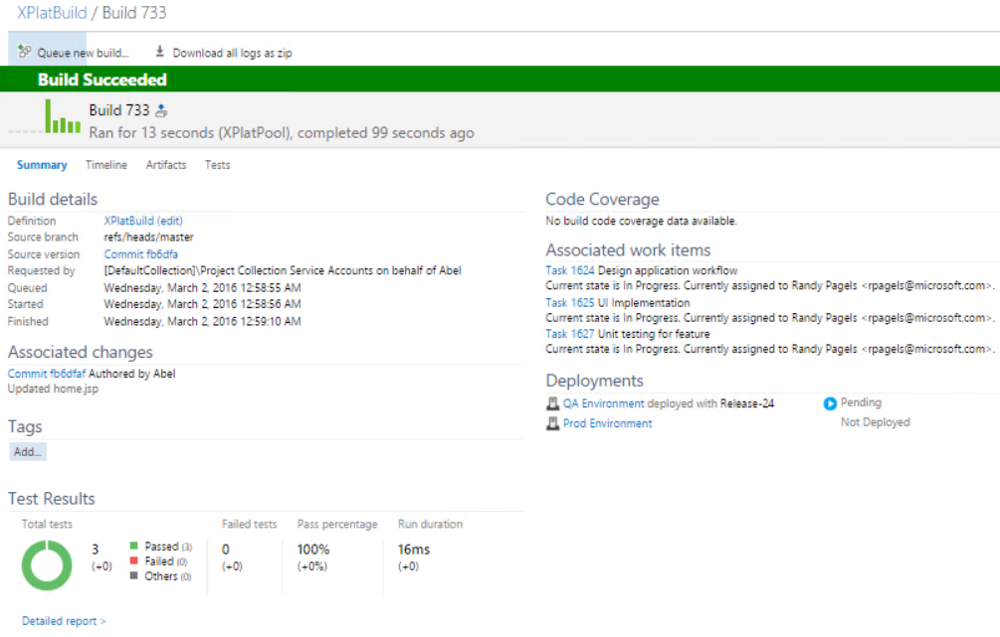 XPlatBuild / Build 733
Queue new build... Download all logs as zip
Build Succeeded
Build 733
Ran for 13 seconds (XPlatPool), completed 99 seconds ago
Summary Timeline Artifacts Tests
Build details
Definition XPlatBuild (edit)
Source branch refs/heads/master
Source version Commit fb6dfa
Requested by [DefaultCollection]\Project Collection Service Accounts on behalf of Abel
Queued Wednesday, March 2, 2016 12:58:55 AM
Started Wednesday, March 2, 2016 12:58:56 AM
Finished Wednesday, March 2, 2016 12:59:10 AM
Associated changes
Commit fb6dfaf Authored by Abel
Updated home.jsp
Tags
Add...
Test Results
Total tests Failed tests Pass percentage Run duration
3 Passed (3) 0 100% 16ms
(+0) Failed (0) (+0) (+0%) (+0)
Others (0)
Detailed report >
Code Coverage
No build code coverage data available.
Associated work items
Task 1624 Design application workflow
Current state is In Progress. Currently assigned to Randy Pagels <rpagels@microsoft.com>.
Task 1625 UI Implementation
Current state is In Progress. Currently assigned to Randy Pagels <rpagels@microsoft.com>.
Task 1627 Unit testing for feature
Current state is In Progress. Currently assigned to Randy Pagels <rpagels@microsoft.com>.
Deployments
QA Environment deployed with Release-24 Pending
Prod Environment Not Deployed